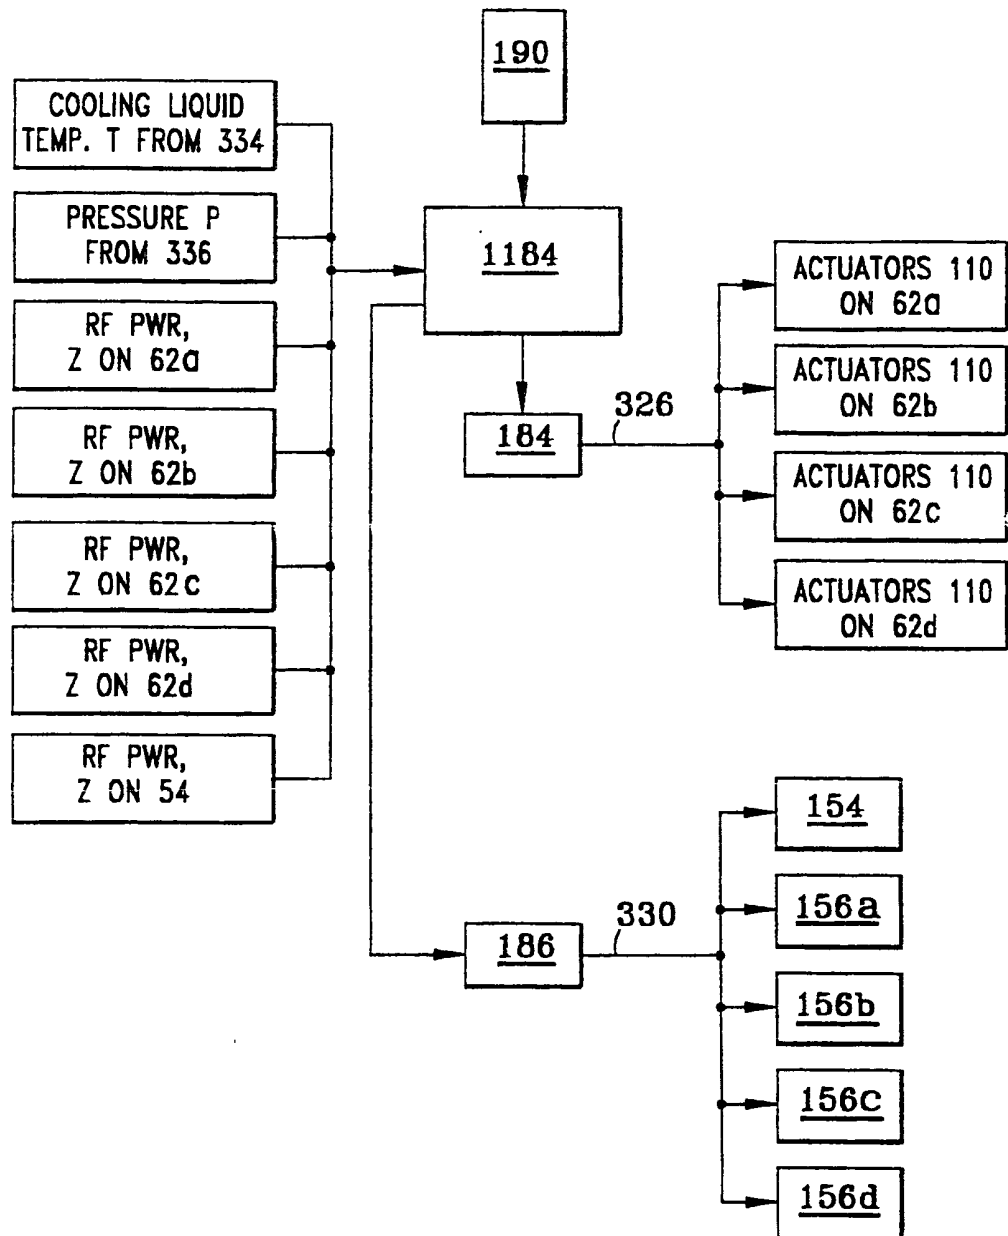 190
COOLING LIQUID
TEMP. T FROM 334
PRESSURE P
FROM 336
RF PWR,
Z ON 62a
RF PWR,
Z ON 62b
RF PWR,
Z ON 62c
RF PWR,
Z ON 62d
RF PWR,
Z ON 54
1184
184
326
ACTUATORS 110
ON 62a
ACTUATORS 110
ON 62b
ACTUATORS 110
ON 62c
ACTUATORS 110
ON 62d
186
330
154
156a
156b
156c
156d